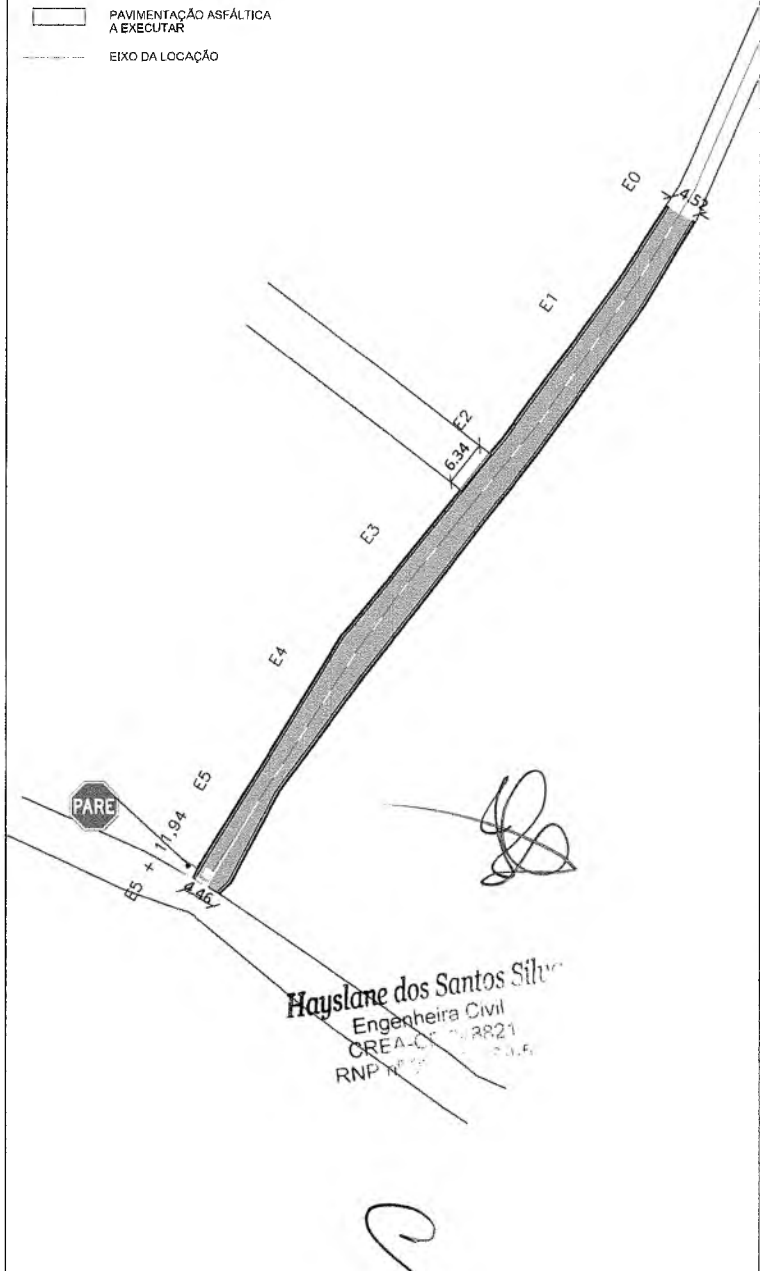 PAVIMENTAÇÃO ASFÁLTICA
A EXECUTAR
EIXO DA LOCAÇÃO
E0
4.52
E1
E2
6.34
E3
E4
E5
PARE
E5 + 11,94
4.46
Hayslane dos Santos
Engenheira Civil
RNP